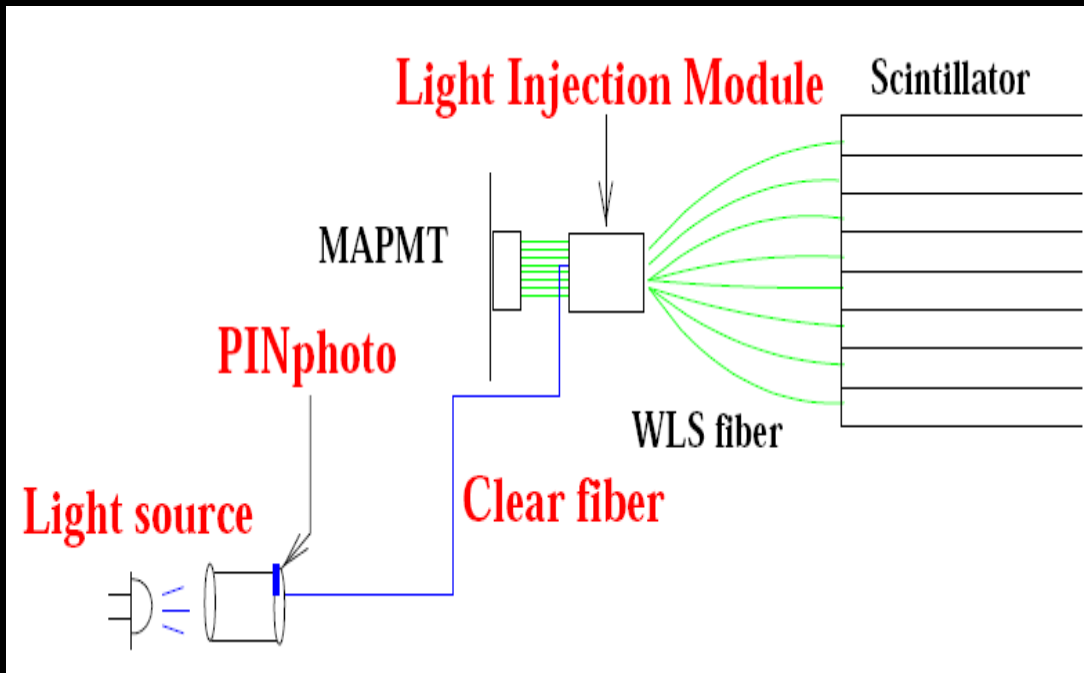 Light Injection Module
Scintillator
MAPMT
PINphoto
WLS fiber
Light source
Clear fiber